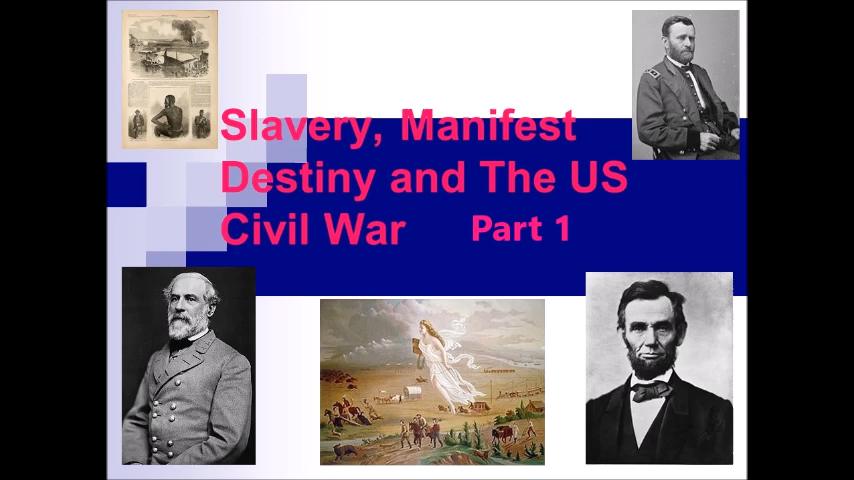 Slavery, Manifest
Destiny and The US
Civil War Part 1